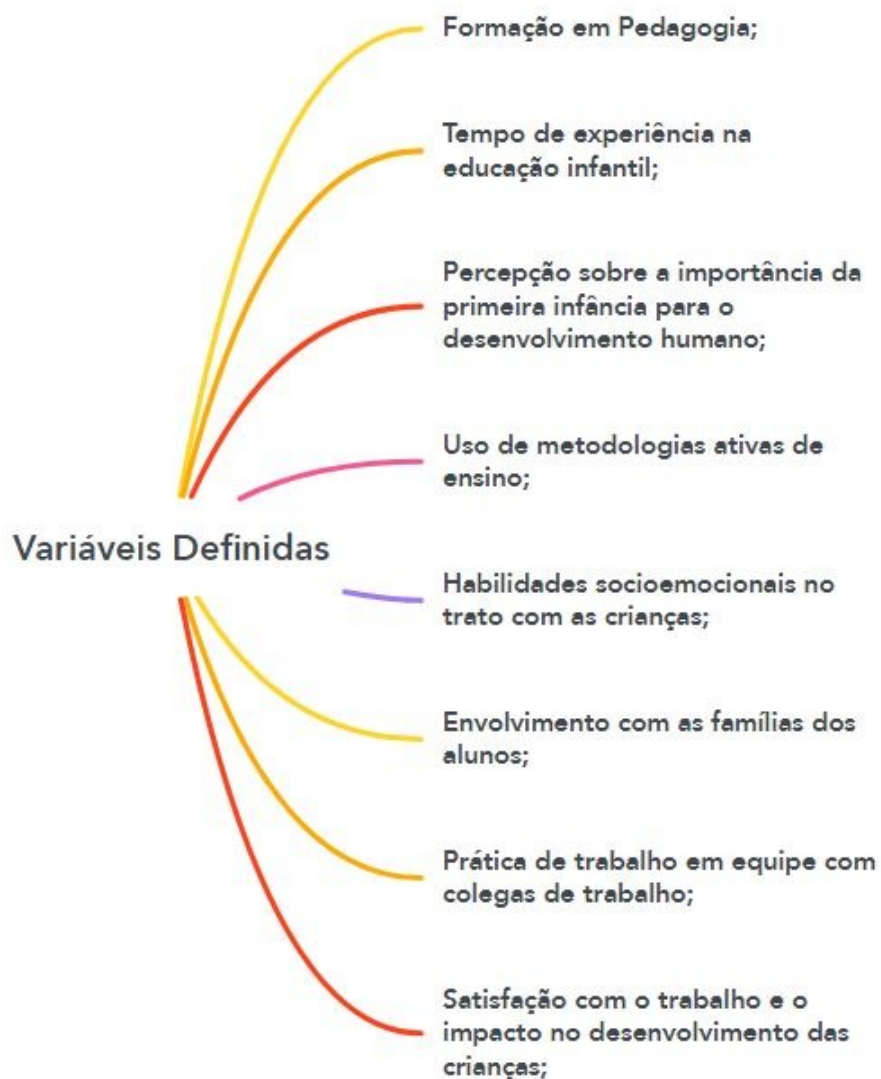 Formação em Pedagogia;
Tempo de experiência na
educação infantil;
Percepção sobre a importância da
primeira infância para o
desenvolvimento humano;
Uso de metodologias ativas de
ensino;
Variáveis Definidas
Habilidades socioemocionais no
trato com as crianças;
Envolvimento com as famílias dos
alunos;
Prática de trabalho em equipe com
colegas de trabalho;
Satisfação com o trabalho e o
impacto no desenvolvimento das
crianças;